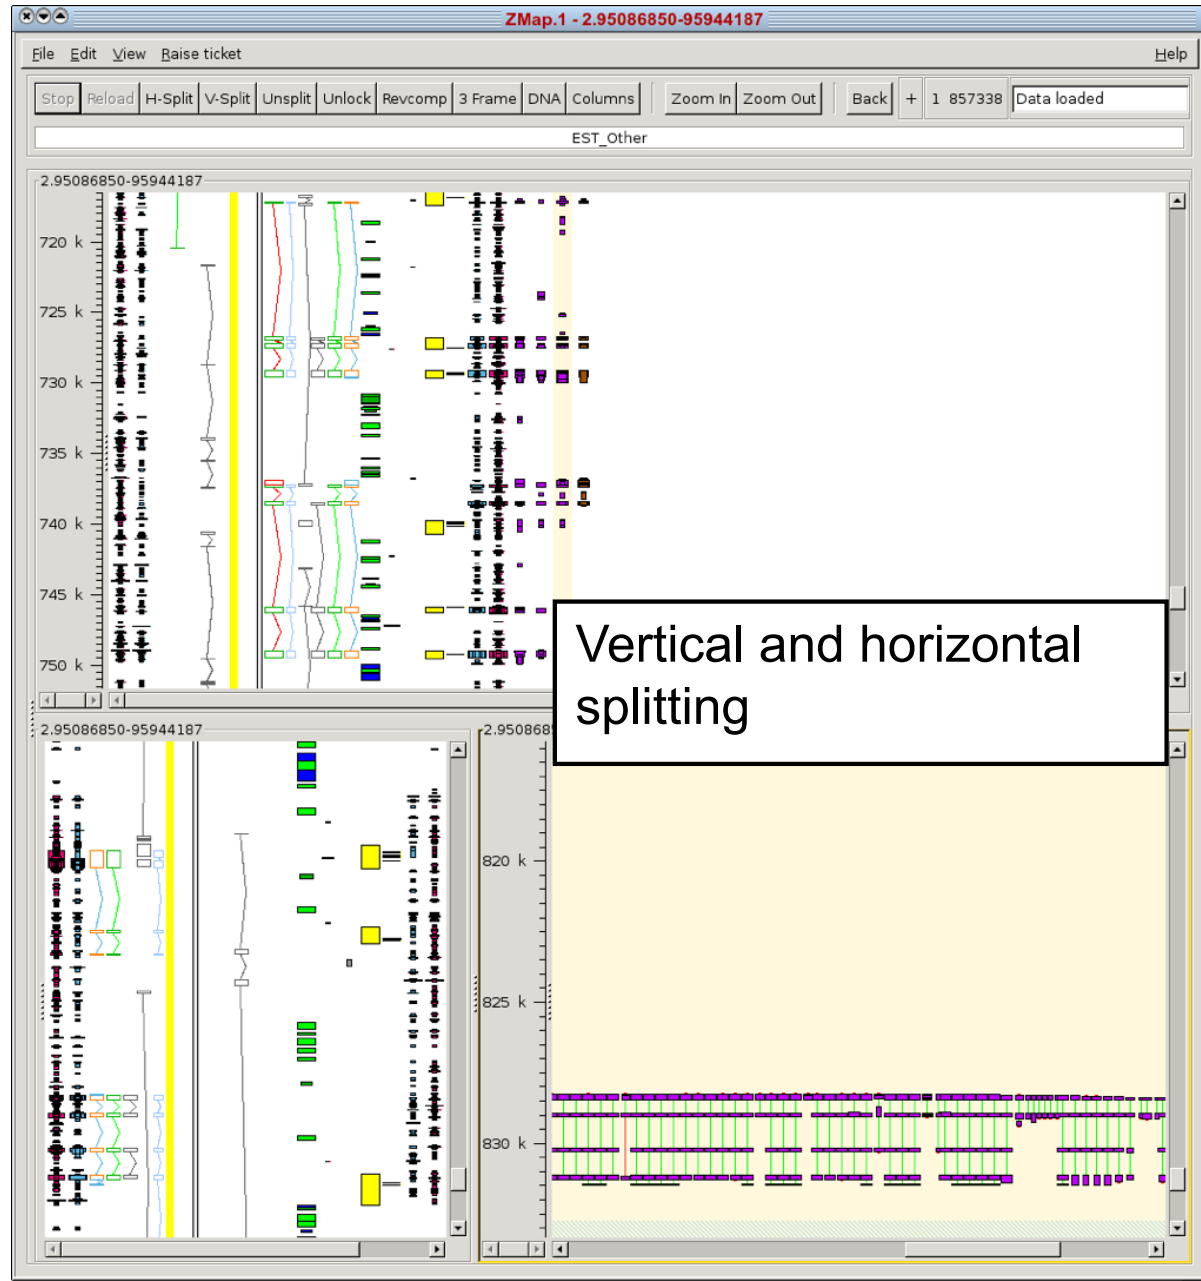 ZMap.1 - 2.95086850-95944187
File Edit View Raise ticket Help
Stop Reload H-Split V-Split Unsplit Unlock Revcomp 3 Frame DNA Columns Zoom In Zoom Out Back + 1 857338 Data loaded
EST_Other
2.95086850-95944187
720 k
725 k
730 k
735 k
740 k
745 k
750 k
Vertical and horizontal
splitting
2.95086850-95944187
2.9508685
820 k
825 k
830 k